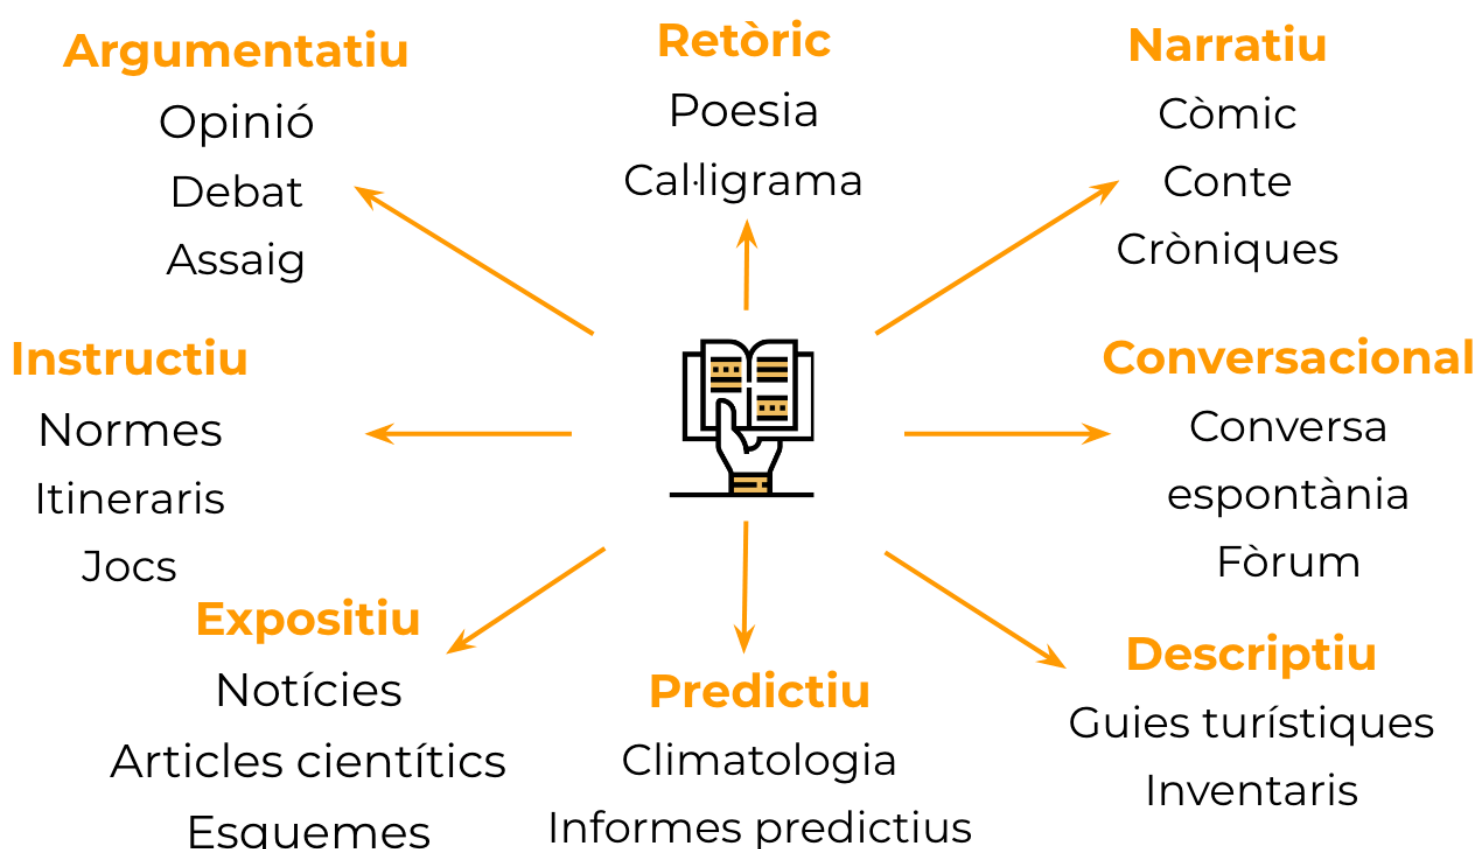 Argumentatiu
Opinió
Debat
Assaig
Retòric
Poesia
Cal·ligrama
Narratiu
Còmic
Conte
Cròniques
Instructiu
Normes
Itineraris
Jocs
Conversacional
Conversa
espontània
Fòrum
Expositiu
Notícies
Articles cientítics
Esquemes
Predictiu
Climatologia
Informes predictius
Descriptiu
Guies turístiques
Inventaris